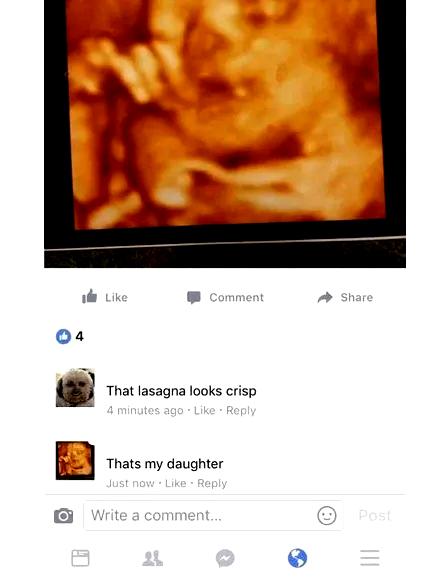 Like Comment Share
4
That lasagna looks crisp
4 minutes ago · Like · Reply
Thats my daughter
Just now · Like · Reply
Write a comment... Post